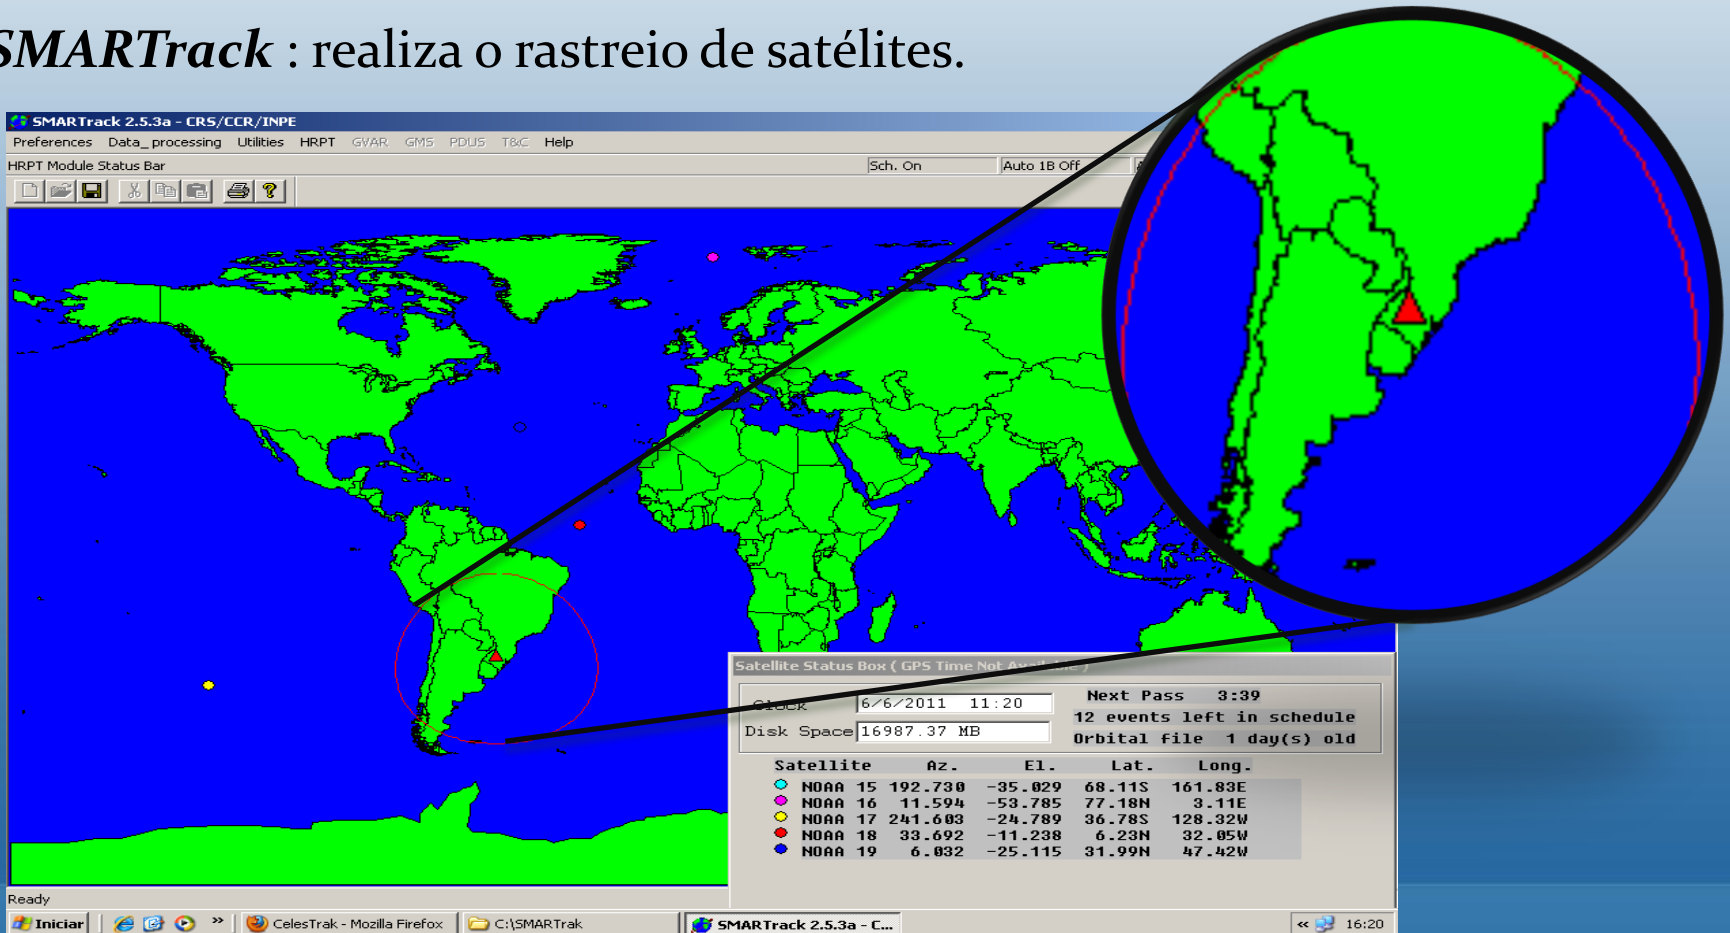 SMARTrack : realiza o rastreio de satélites.
SMARTrack 2.5.3a - CRS/CCR/INPE
Preferences Data_processing Utilities HRPT GVAR GMS PDUS T&C Help
HRPT Module Status Bar Sch. On Auto 1B Off
Satellite Status Box ( GPS Time Not Available )
Clock 6/6/2011 11:20 Next Pass 3:39
12 events left in schedule
Disk Space 16987.37 MB
Orbital file 1 day(s) old
Satellite Az. El. Lat. Long.
NOAA 15 192.730 -35.029 68.11S 161.83E
NOAA 16 11.594 -53.785 77.18N 3.11E
NOAA 17 241.603 -24.789 36.78S 128.32W
NOAA 18 33.692 -11.238 6.23N 32.05W
NOAA 19 6.032 -25.115 31.99N 47.42W
Ready
Iniciar » CelesTrak - Mozilla Firefox C:\SMARTrak SMARTrack 2.5.3a - C... « 16:20